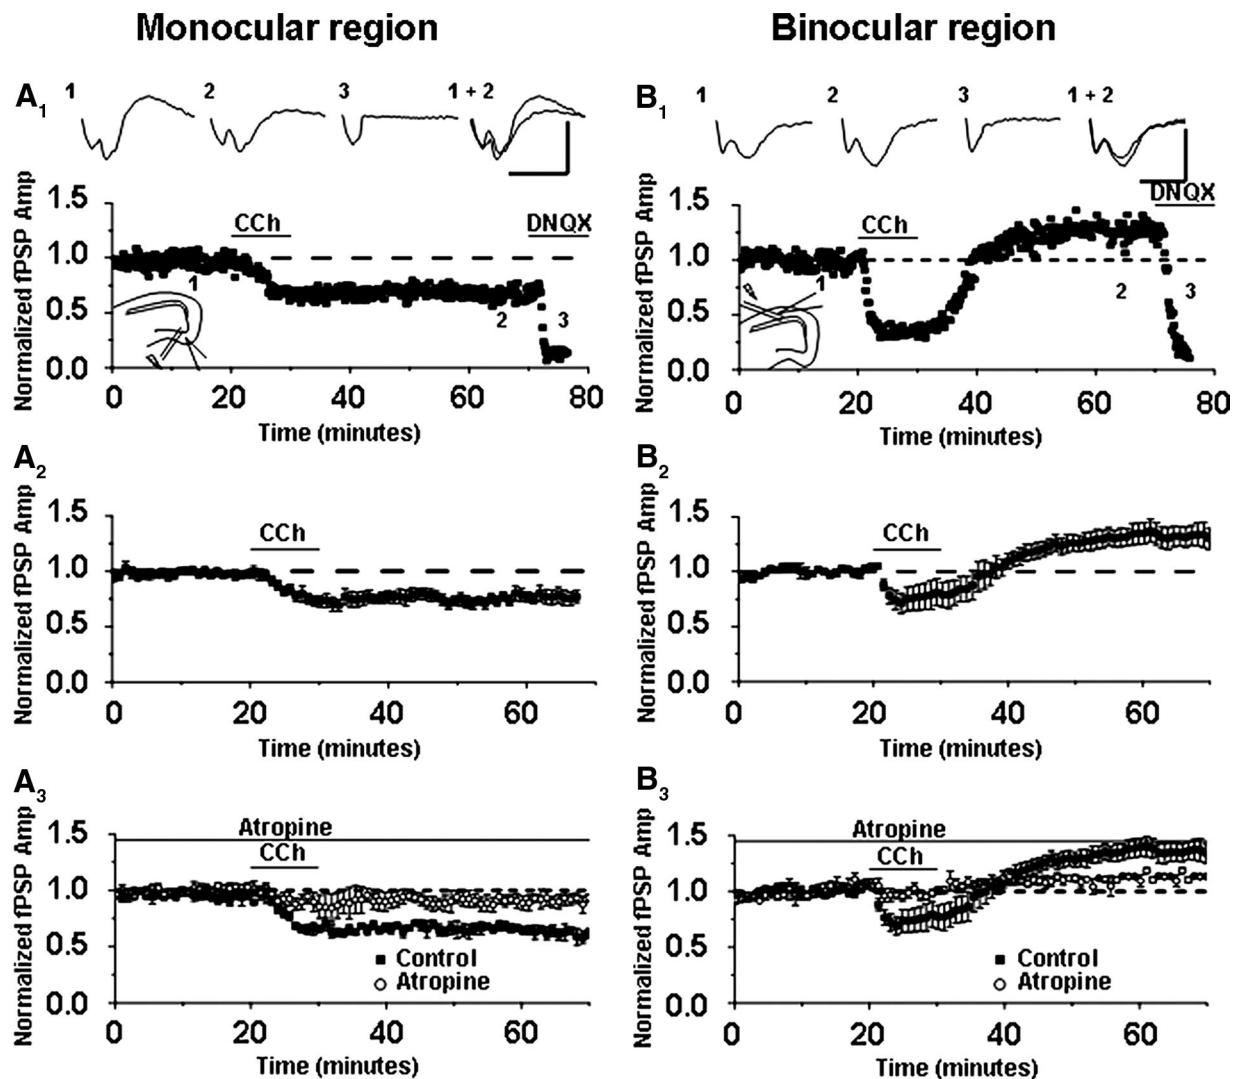 Monocular region
Binocular region
A1
1
2
3
1 + 2
Normalized fPSP Amp
1.5
1.0
0.5
0.0
CCh
DNQX
1
2
3
0
20
40
60
80
Time (minutes)
B1
1
2
3
1 + 2
Normalized fPSP Amp
1.5
1.0
0.5
0.0
CCh
DNQX
1
2
3
0
20
40
60
80
Time (minutes)
A2
Normalized fPSP Amp
1.5
1.0
0.5
0.0
CCh
0
20
40
60
Time (minutes)
B2
Normalized fPSP Amp
1.5
1.0
0.5
0.0
CCh
0
20
40
60
Time (minutes)
A3
Normalized fPSP Amp
1.5
1.0
0.5
0.0
Atropine
CCh
Control
Atropine
0
20
40
60
Time (minutes)
B3
Normalized fPSP Amp
1.5
1.0
0.5
0.0
Atropine
CCh
Control
Atropine
0
20
40
60
Time (minutes)